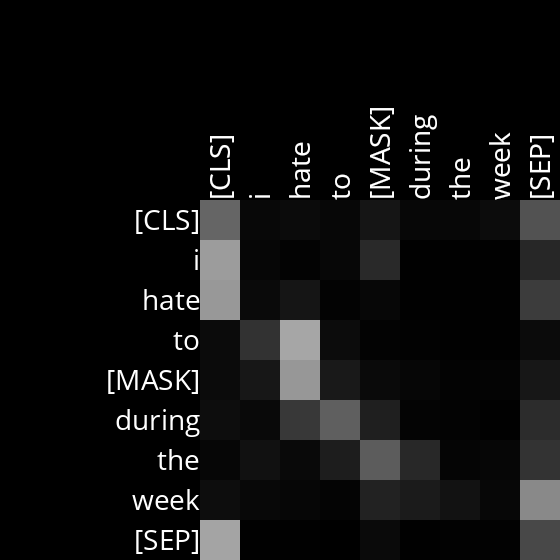 [CLS]
i
hate
to
[MASK]
during
the
week
[SEP]
[CLS]
i
hate
to
[MASK]
during
the
week
[SEP]